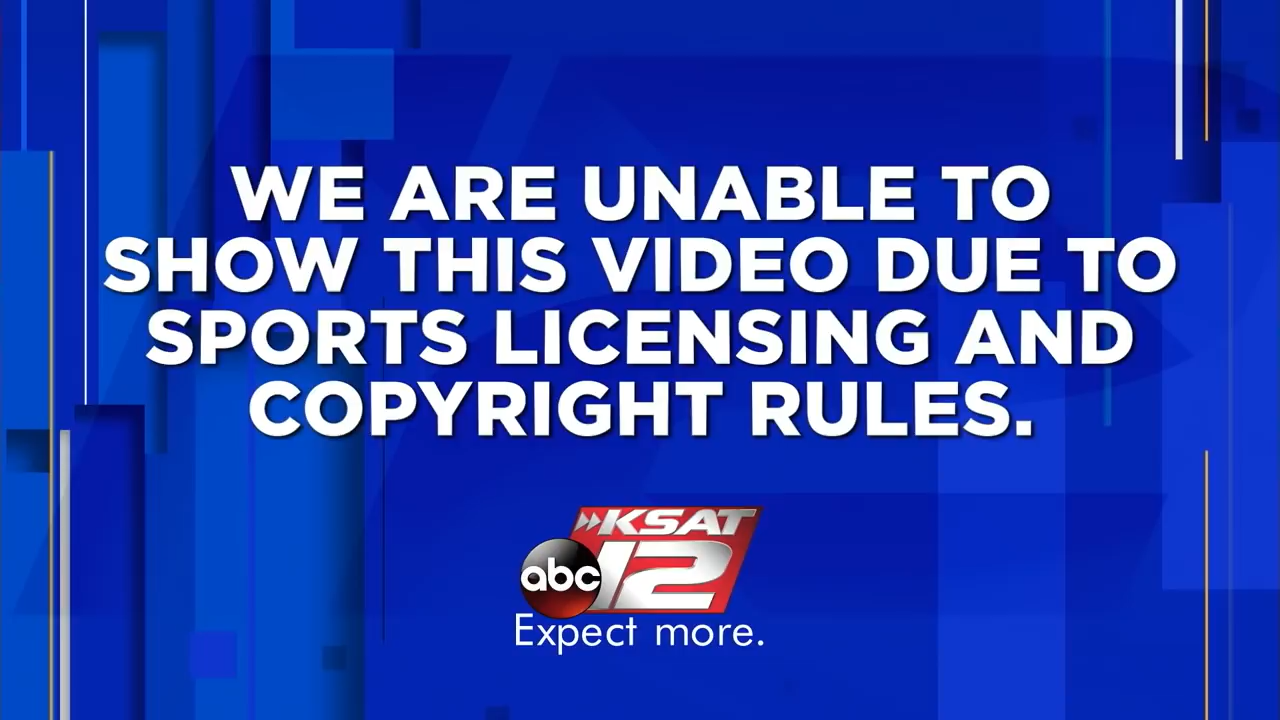 WE ARE UNABLE TO
SHOW THIS VIDEO DUE TO
SPORTS LICENSING AND
COPYRIGHT RULES.
KSAT
abc 12
Expect more.